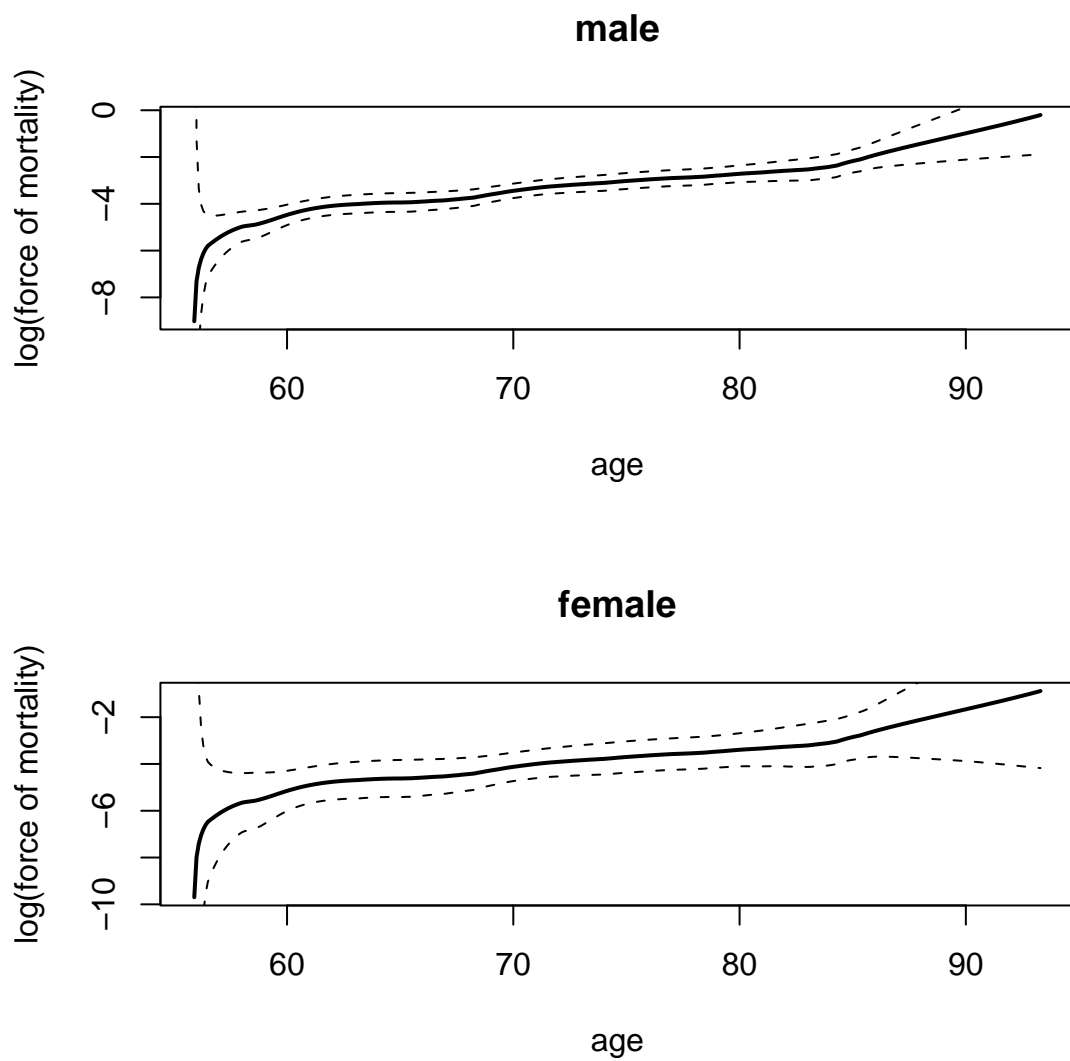 male
log(force of mortality)
0
−4
−8
60 70 80 90
age
female
log(force of mortality)
−2
−6
−10
60 70 80 90
age